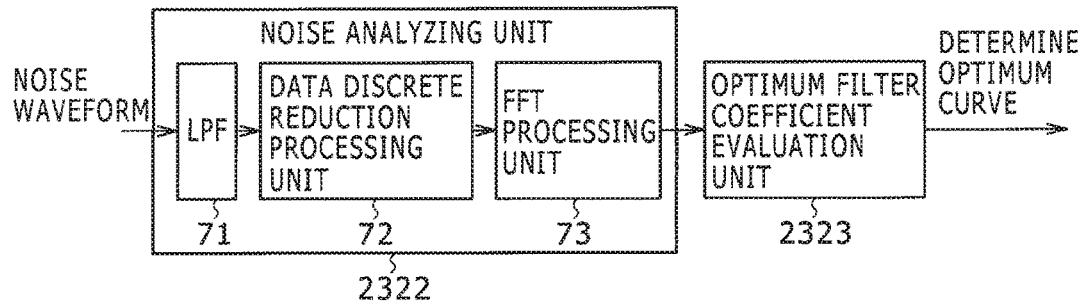 NOISE ANALYZING UNIT
NOISE
WAVEFORM
LPF
DATA DISCRETE
REDUCTION
PROCESSING
UNIT
FFT
PROCESSING
UNIT
OPTIMUM FILTER
COEFFICIENT
EVALUATION
UNIT
DETERMINE
OPTIMUM
CURVE
71
72
73
2323
2322